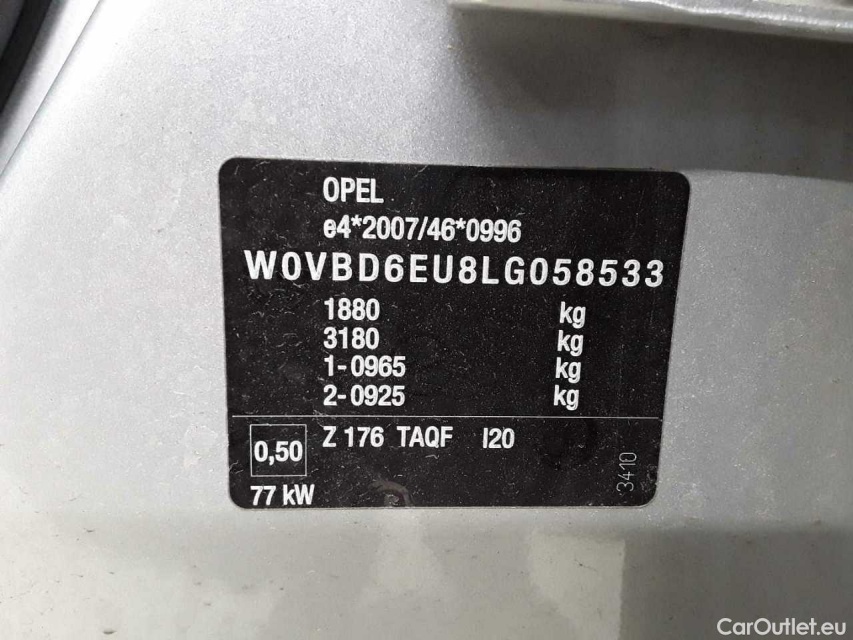 OPEL
e4*2007/46*0996
W0VBD6EU8LG058533
1880 kg
3180 kg
1-0965 kg
2-0925 kg
0,50 Z 176 TAQF I20
77 kW
3410
CarOutlet.eu